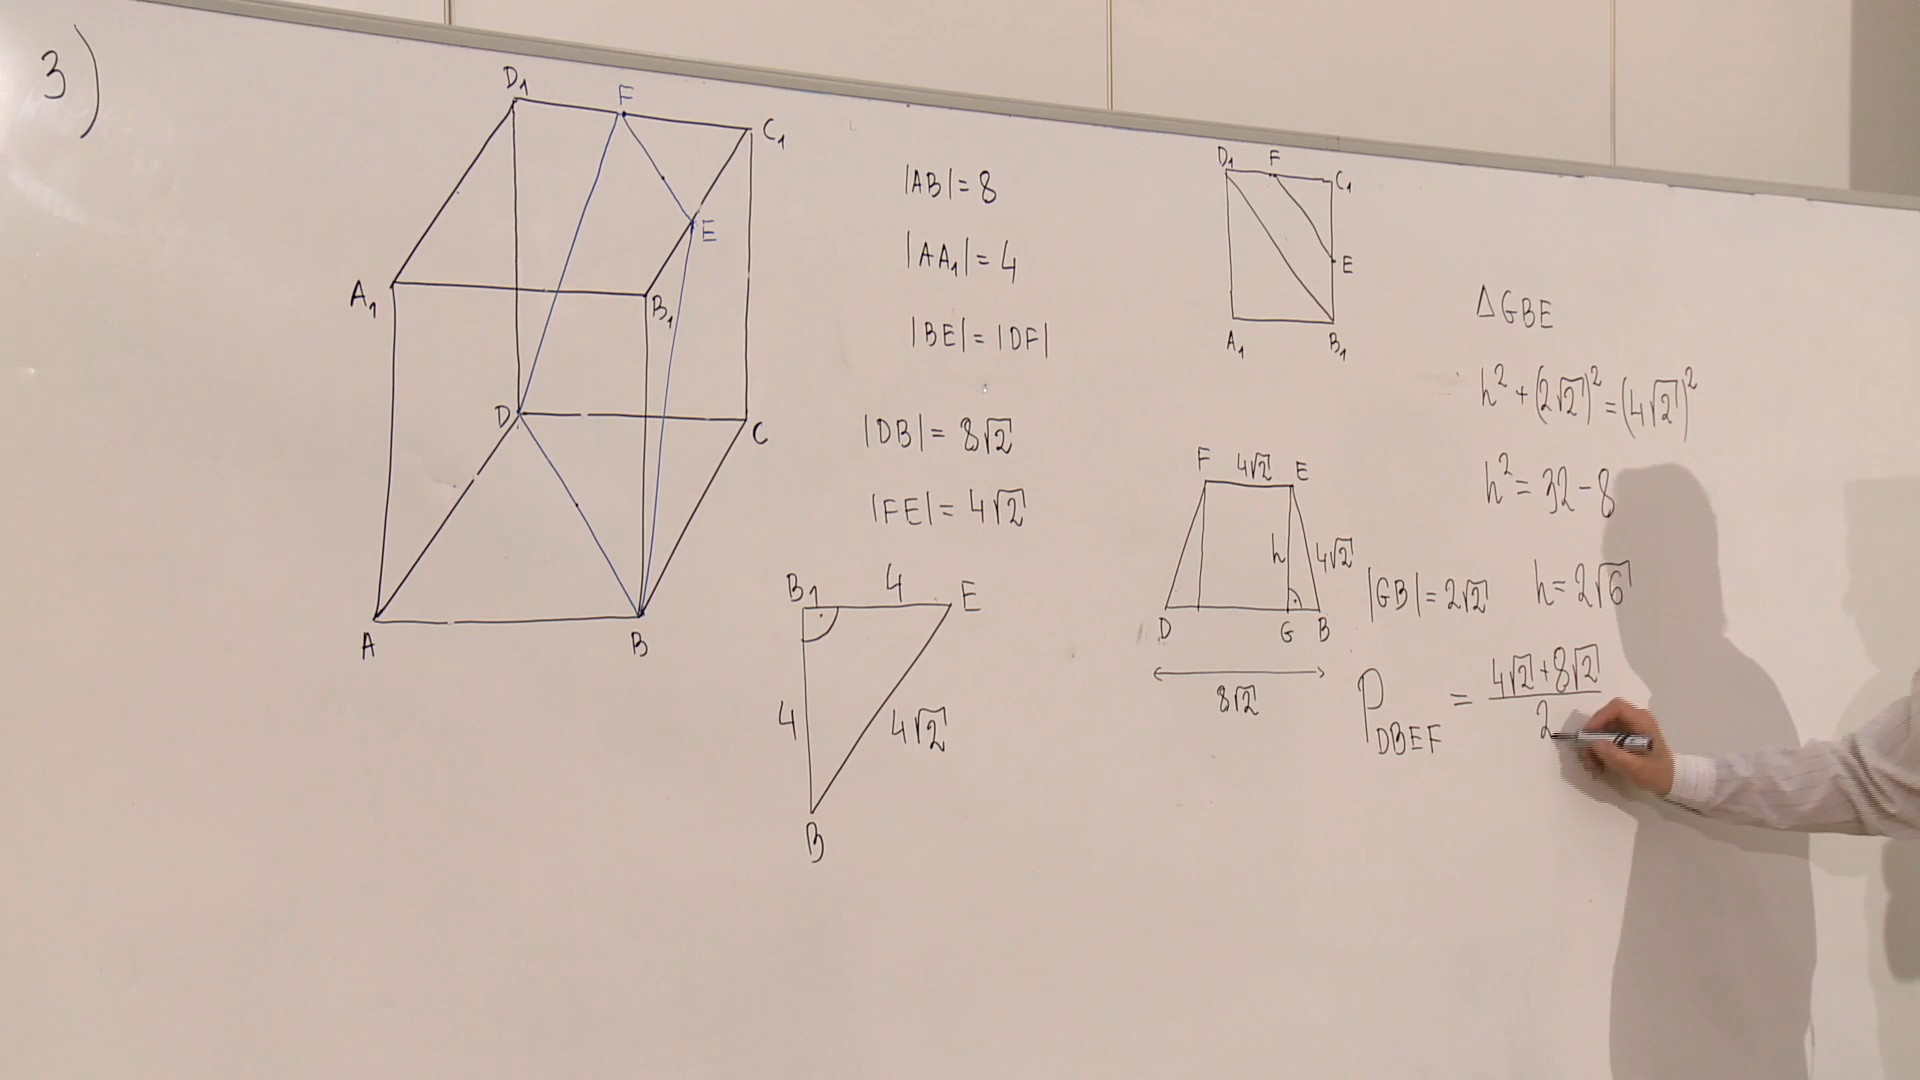 3)
D₁ F C₁
E
A₁ B₁
D C
A B
|AB| = 8
|AA₁| = 4
|BE| = |DF|
|DB| = 8√2
|FE| = 4√2
B₁ 4 E
4 4√2
B
D₁ F C₁
E
A₁ B₁
F 4√2 E
h 4√2
D G B
8√2
△GBE
h² + (2√2)² = (4√2)²
h² = 32 - 8
|GB| = 2√2 h = 2√6
P_DBEF = (4√2 + 8√2)/2